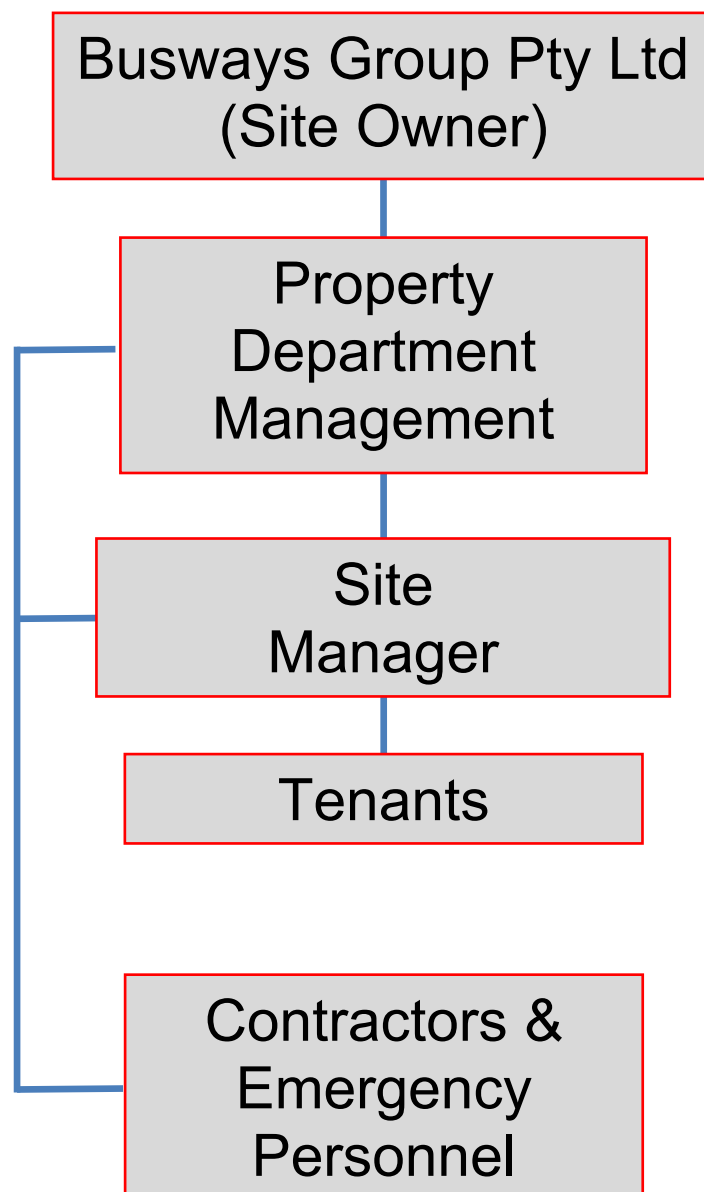 Busways Group Pty Ltd
(Site Owner)
Property
Department
Management
Site
Manager
Tenants
Contractors &
Emergency
Personnel